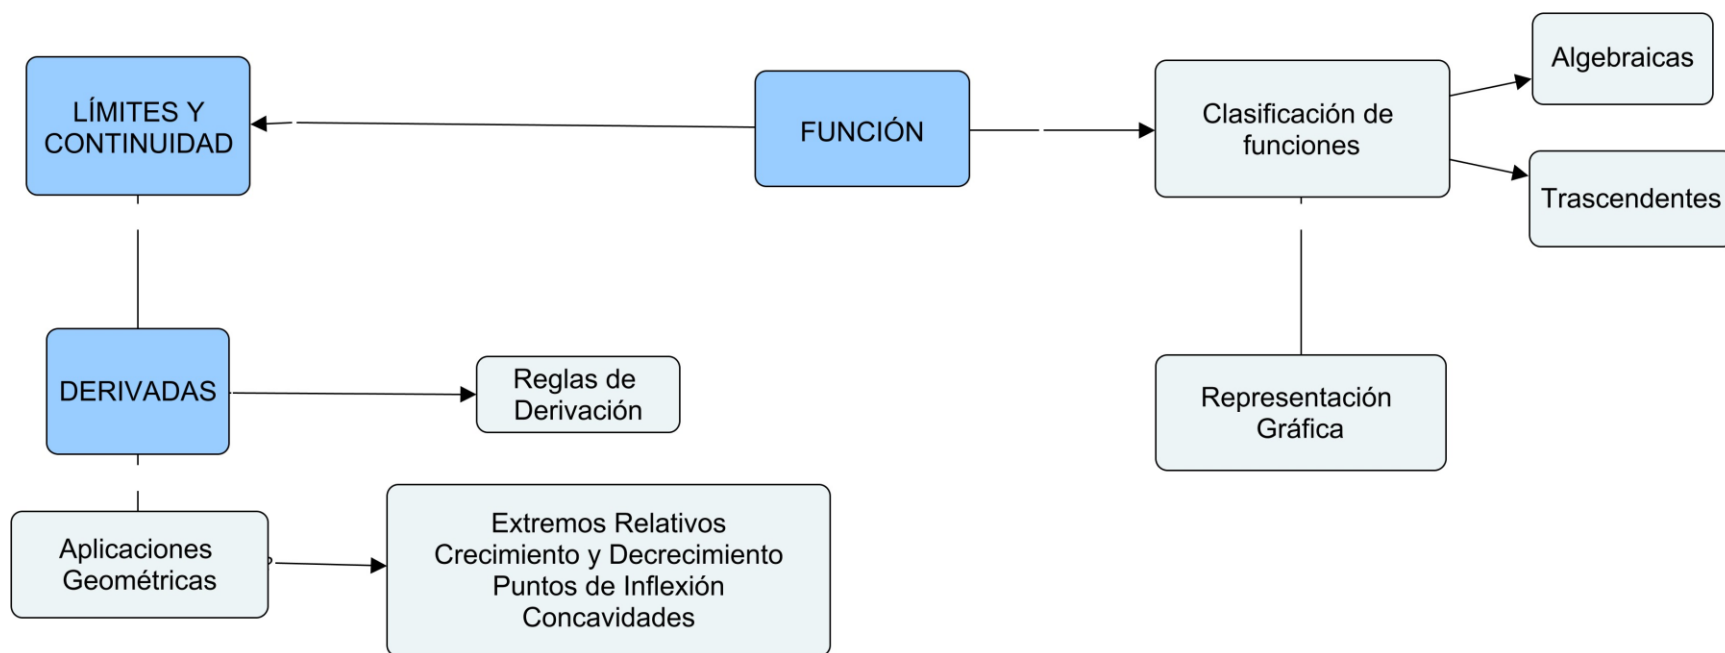 LÍMITES Y
CONTINUIDAD
FUNCIÓN
Clasificación de
funciones
Algebraicas
Trascendentes
DERIVADAS
Reglas de
Derivación
Representación
Gráfica
Aplicaciones
Geométricas
Extremos Relativos
Crecimiento y Decrecimiento
Puntos de Inflexión
Concavidades